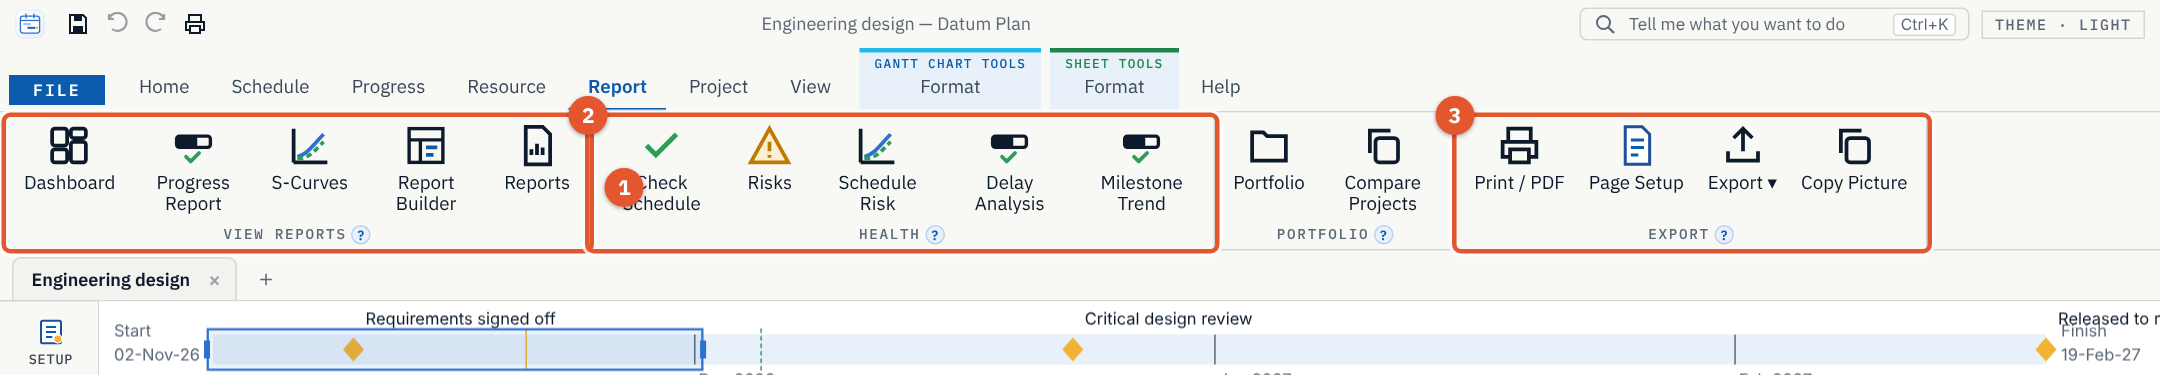 Engineering design — Datum Plan
Tell me what you want to do
Ctrl+K
THEME · LIGHT
GANTT CHART TOOLS
SHEET TOOLS
FILE
Home
Schedule
Progress
Resource
Report
Project
View
Format
Format
Help
2
3
1
Dashboard
Progress
Report
S-Curves
Report
Builder
Reports
Check
Schedule
Risks
Schedule
Risk
Delay
Analysis
Milestone
Trend
Portfolio
Compare
Projects
Print / PDF
Page Setup
Export ▾
Copy Picture
VIEW REPORTS ?
HEALTH ?
PORTFOLIO ?
EXPORT ?
Engineering design ×
+
SETUP
Start
02-Nov-26
Requirements signed off
Critical design review
Released to
Finish
19-Feb-27